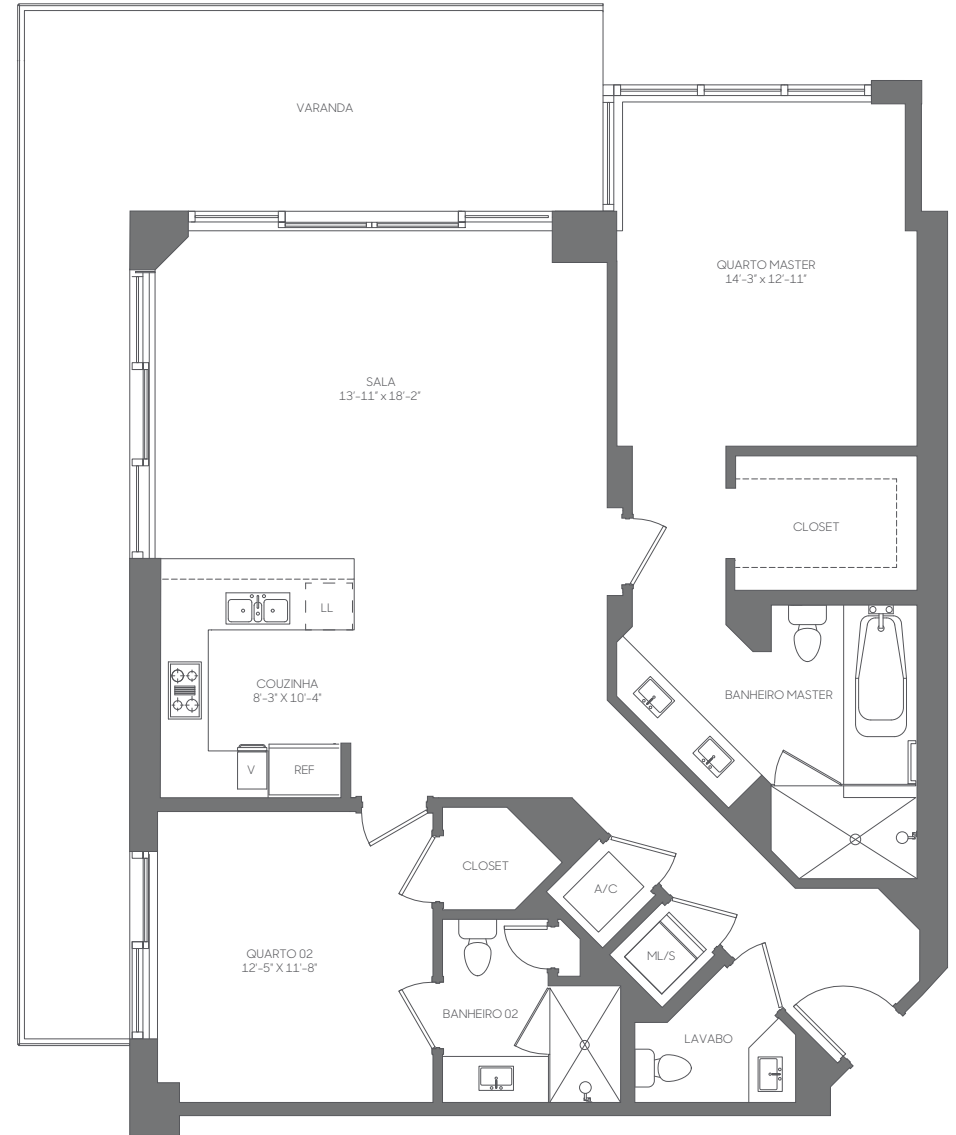 VARANDA
QUARTO MASTER
14'-3" x 12'-11"
SALA
13'-11" x 18'-2"
CLOSET
LL
COUZINHA
8'-3" X 10'-4"
BANHEIRO MASTER
V
REF
CLOSET
A/C
QUARTO 02
12'-5" X 11'-8"
ML/S
BANHEIRO 02
LAVABO